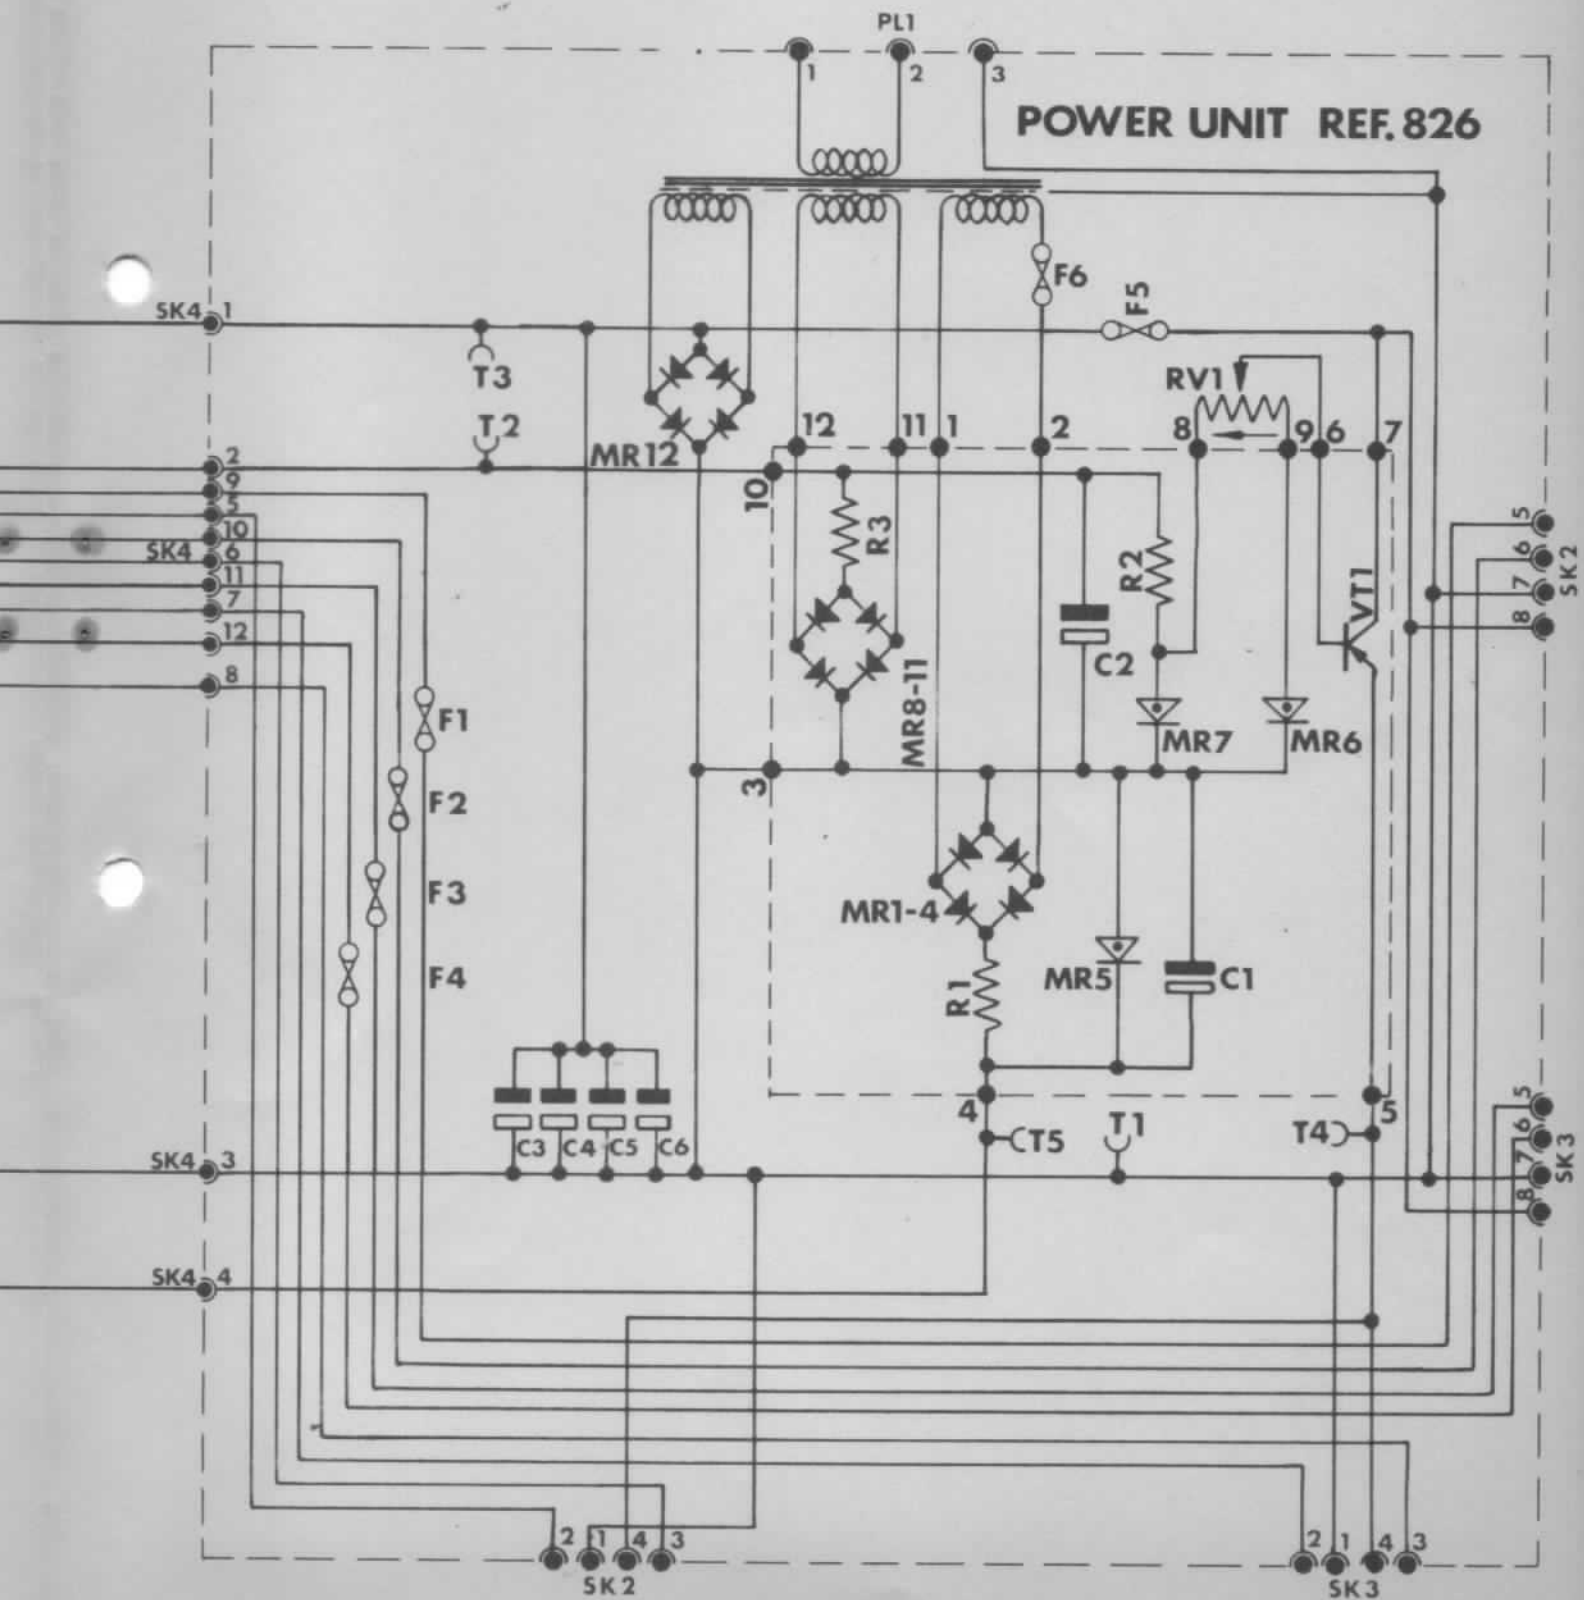 PL1
1 2 3
POWER UNIT REF. 826
F6
F5
SK4 1
T3
RV1
T2
12 11 1 2 8 9 6 7
MR12
2
9
10
5
R3
5
10
R2
6
SK2
SK4 6
VT1
11
7
7
8
12
C2
8
MR8-11
F1
MR7 MR6
3
F2
F3
MR1-4
F4
R1
MR5 C1
4
5
5
T5 T1 T4
6
C3 C4 C5 C6
7
SK3
SK4 3
8
SK4 4
2 1 4 3
SK2
2 1 4 3
SK3